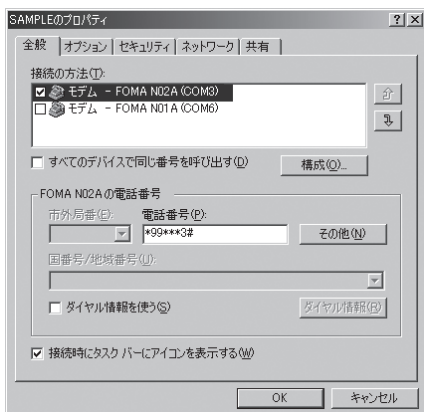 SAMPLEのプロパティ
全般 オプション セキュリティ ネットワーク 共有
接続の方法(T):
モデム - FOMA N02A (COM3)
モデム - FOMA N01A (COM6)
すべてのデバイスで同じ番号を呼び出す(D) 構成(O)...
FOMA N02Aの電話番号
市外局番(E): 電話番号(P):
*99***3# その他(N)
国番号/地域番号(U):
ダイヤル情報を使う(S) ダイヤル情報(R)
接続時にタスク バーにアイコンを表示する(W)
OK キャンセル